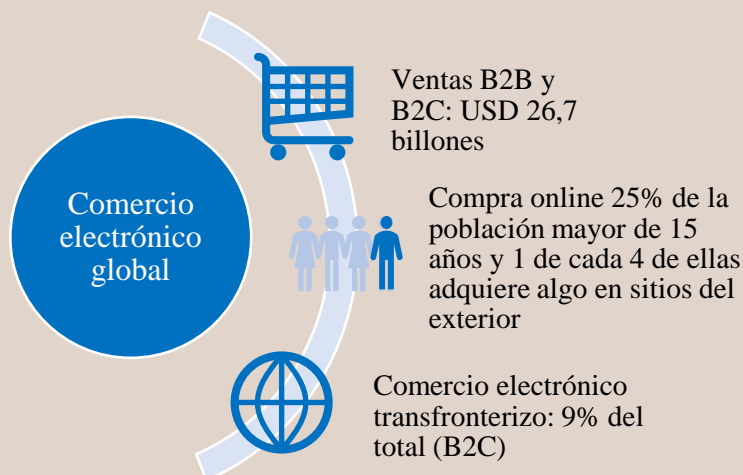 Comercio
electrónico
global
Ventas B2B y
B2C: USD 26,7
billones
Compra online 25% de la
población mayor de 15
años y 1 de cada 4 de ellas
adquiere algo en sitios del
exterior
Comercio electrónico
transfronterizo: 9% del
total (B2C)